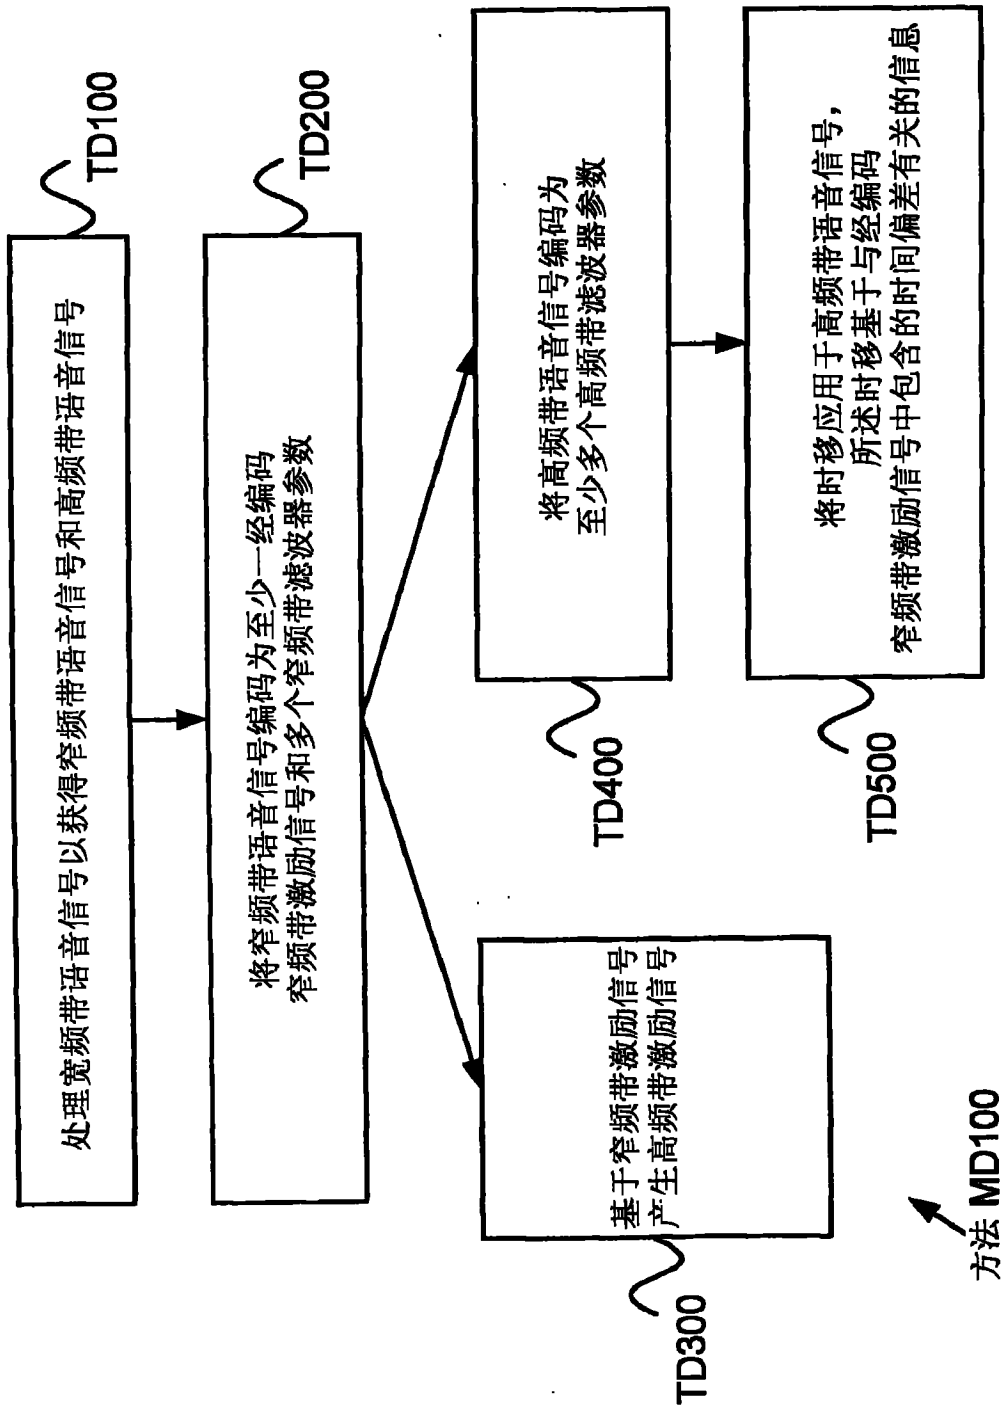 处理宽频带语音信号以获得窄频带语音信号和高频带语音信号
TD100
将窄频带语音信号编码为至少一经编码
窄频带激励信号和多个窄频带滤波器参数
TD200
基于窄频带激励信号
产生高频带激励信号
TD300
将高频带语音信号编码为
至少多个高频带滤波器参数
TD400
将时移应用于高频带语音信号，
所述时移基于与经编码
窄频带激励信号中包含的时间偏差有关的信息
TD500
方法 MD100